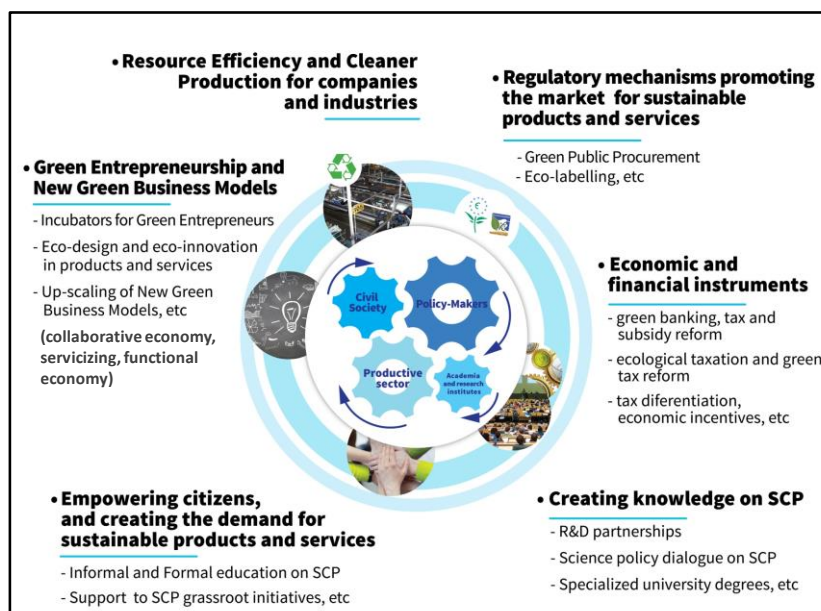 • Resource Efficiency and Cleaner
Production for companies
and industries
• Regulatory mechanisms promoting
the market for sustainable
products and services
- Green Public Procurement
- Eco-labelling, etc
• Green Entrepreneurship and
New Green Business Models
- Incubators for Green Entrepreneurs
- Eco-design and eco-innovation
in products and services
- Up-scaling of New Green
Business Models, etc
(collaborative economy,
servicizing, functional
economy)
Civil
Society
Policy-Makers
Productive
sector
Academia
and research
institutes
• Economic and
financial instruments
- green banking, tax and
subsidy reform
- ecological taxation and green
tax reform
- tax diferentiation,
economic incentives, etc
• Empowering citizens,
and creating the demand for
sustainable products and services
- Informal and Formal education on SCP
- Support to SCP grassroot initiatives, etc
• Creating knowledge on SCP
- R&D partnerships
- Science policy dialogue on SCP
- Specialized university degrees, etc